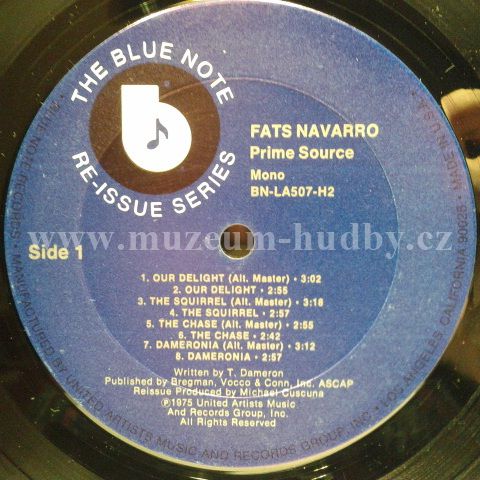 THE BLUE NOTE
RE-ISSUE SERIES
b
FATS NAVARRO
Prime Source
Mono
BN-LA507-H2
www.muzeum-hudby.cz
Side 1
1. OUR DELIGHT (Alt. Master) • 3:02
2. OUR DELIGHT • 2:55
3. THE SQUIRREL (Alt. Master) • 3:18
4. THE SQUIRREL • 2:57
5. THE CHASE (Alt. Master) • 2:55
6. THE CHASE • 2:42
7. DAMERONIA (Alt. Master) • 3:12
8. DAMERONIA • 2:57
Written by T. Dameron
Published by Bregman, Vocco & Conn, Inc. ASCAP
Reissue Produced by Michael Cuscuna
℗1975 United Artists Music
And Records Group, Inc.
All Rights Reserved
BLUE NOTE RECORDS • MANUFACTURED BY UNITED ARTISTS MUSIC AND RECORDS GROUP, INC. • LOS ANGELES, CALIFORNIA 90028 • MADE IN U.S.A.